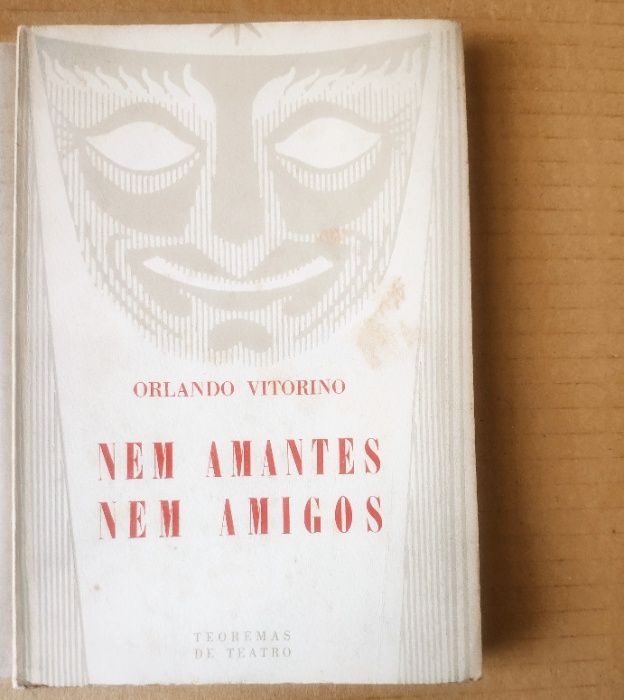 ORLANDO VITORINO
NEM AMANTES
NEM AMIGOS
TEOREMAS
DE TEATRO